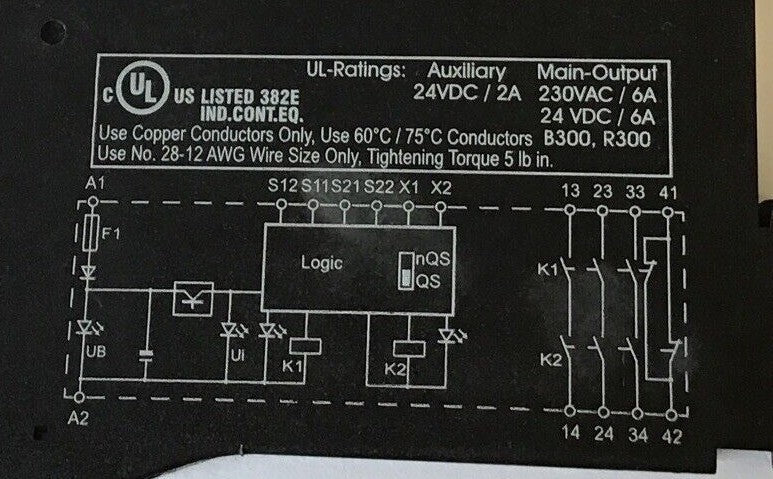 UL-Ratings: Auxiliary Main-Output
24VDC / 2A 230VAC / 6A
C UL US LISTED 382E 24 VDC / 6A
IND.CONT.EQ.
Use Copper Conductors Only, Use 60°C / 75°C Conductors B300, R300
Use No. 28-12 AWG Wire Size Only, Tightening Torque 5 lb in.
A1 S12 S11 S21 S22 X1 X2 13 23 33 41
F1
Logic nQS
QS
K1
UB Ui K1 K2 K2
A2
14 24 34 42